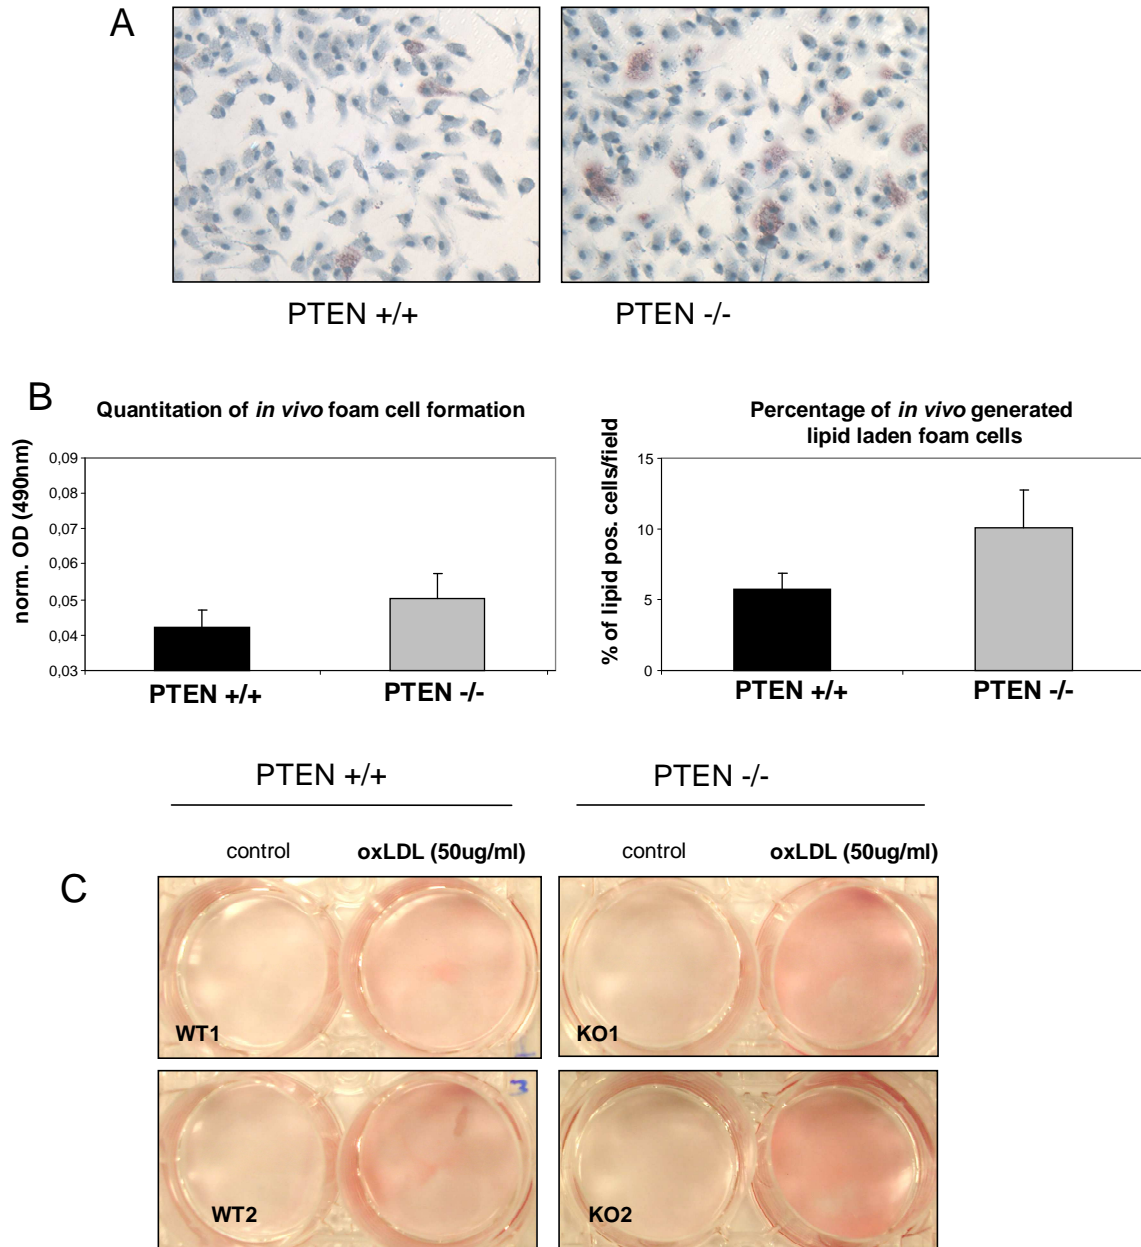 A
PTEN +/+
PTEN -/-
B
Quantitation of in vivo foam cell formation
norm. OD (490nm)
0,09
0,08
0,07
0,06
0,05
0,04
0,03
PTEN +/+
PTEN -/-
Percentage of in vivo generated
lipid laden foam cells
% of lipid pos. cells/field
15
10
5
0
PTEN +/+
PTEN -/-
PTEN +/+
PTEN -/-
control
oxLDL (50ug/ml)
control
oxLDL (50ug/ml)
C
WT1
KO1
3
WT2
KO2